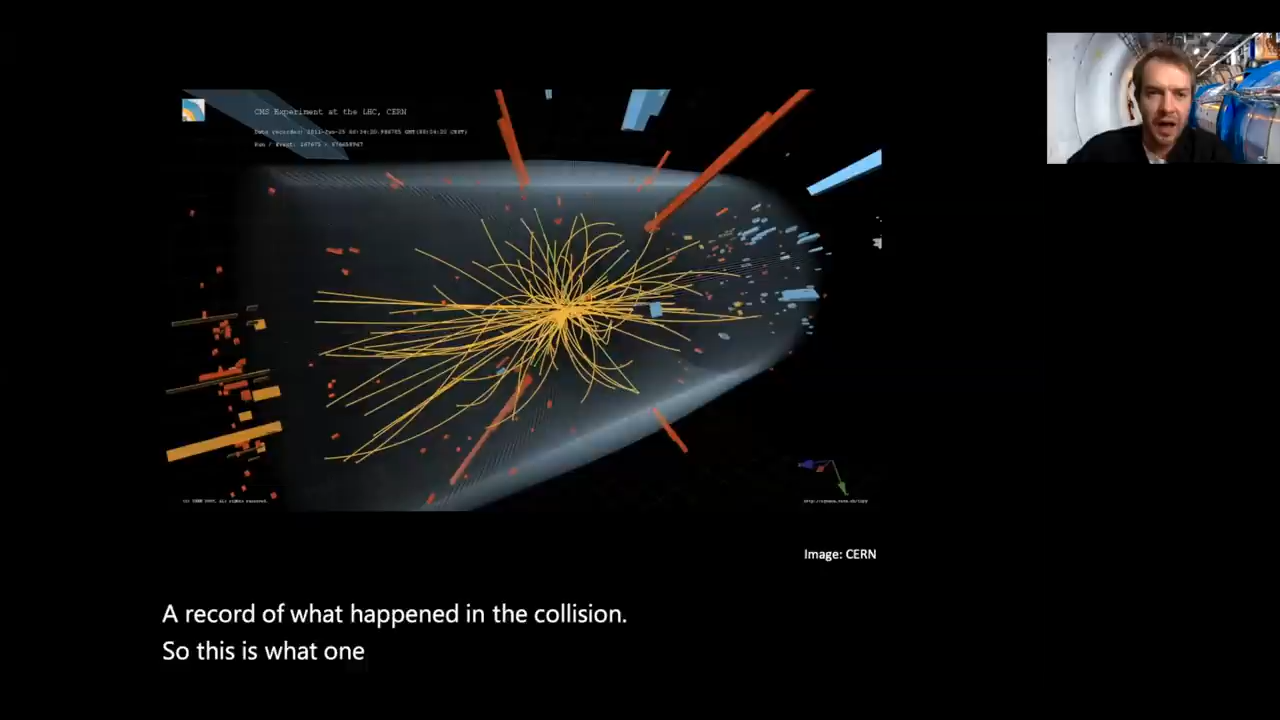 CMS Experiment at the LHC, CERN
Image: CERN
A record of what happened in the collision.
So this is what one